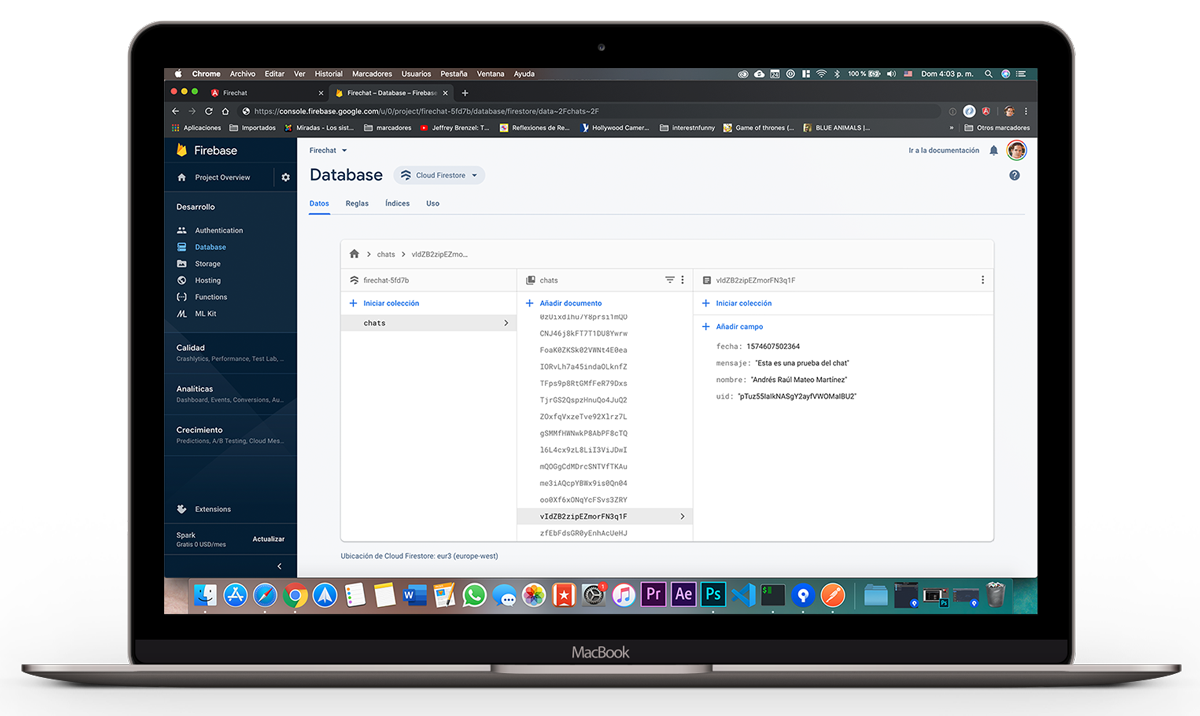 Chrome Archivo Editar Ver Historial Marcadores Usuarios Pestaña Ventana Ayuda 100 % Dom 4:03 p. m.
Firechat Firechat – Database – Firebase
https://console.firebase.google.com/u/0/project/firechat-5fd7b/database/firestore/data~2Fchats~2F
Aplicaciones Importados Miradas - Los sist... marcadores Jeffrey Brenzel: T... Reflexiones de Re... Hollywood Camer... interestnfunny Game of thrones (... BLUE ANIMALS |... » Otros marcadores
Firebase
Project Overview
Desarrollo
Authentication
Database
Storage
Hosting
Functions
ML Kit
Calidad
Crashlytics, Performance, Test Lab, ...
Analíticas
Dashboard, Events, Conversions, Au...
Crecimiento
Predictions, A/B Testing, Cloud Mes...
Extensions
Spark
Gratis 0 USD/mes
Actualizar
Firechat
Ir a la documentación
Database Cloud Firestore
Datos Reglas Índices Uso
chats vIdZB2zipEZmo...
firechat-5fd7b
Iniciar colección
chats
chats
Añadir documento
CNJ46j8kFT7T1DU8Ywrw
FoaK0ZKSk02VWNt4E0ea
IORvLh7a45indaOLknfZ
TFps9p8RtGMfFeR79Dxs
TjrGS2QspzHnuQo4JuQ2
ZOxfqVxzeTve92Xlrz7L
gSMMfHWNwkP8AbPF8cTQ
l6L4cx9zL8LiI3ViJDwI
mQOGgCdMDrcSNTVfTKAu
me3iAQcpYBWx9is0Qn04
oo0Xf6xONqYcFSvs3ZRY
vIdZB2zipEZmorFN3q1F
zfEbFdsGR0yEnhAcUeHJ
vIdZB2zipEZmorFN3q1F
Iniciar colección
Añadir campo
fecha: 1574607502364
mensaje: "Esta es una prueba del chat"
nombre: "Andrés Raúl Mateo Martínez"
uid: "pTuz55IaIkNASgY2ayfVWOMaIBU2"
Ubicación de Cloud Firestore: eur3 (europe-west)
W Pr Ae Ps
MacBook